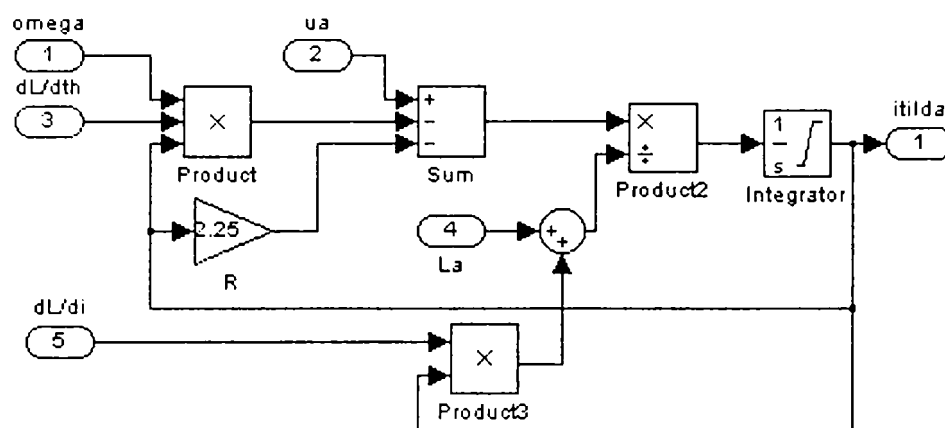 omega
1
ua
2
dL/dth
3
×
Product
+
−
−
Sum
×
÷
Product2
1
s
Integrator
itilda
1
2.25
R
4
La
+
+
dL/di
5
×
Product3